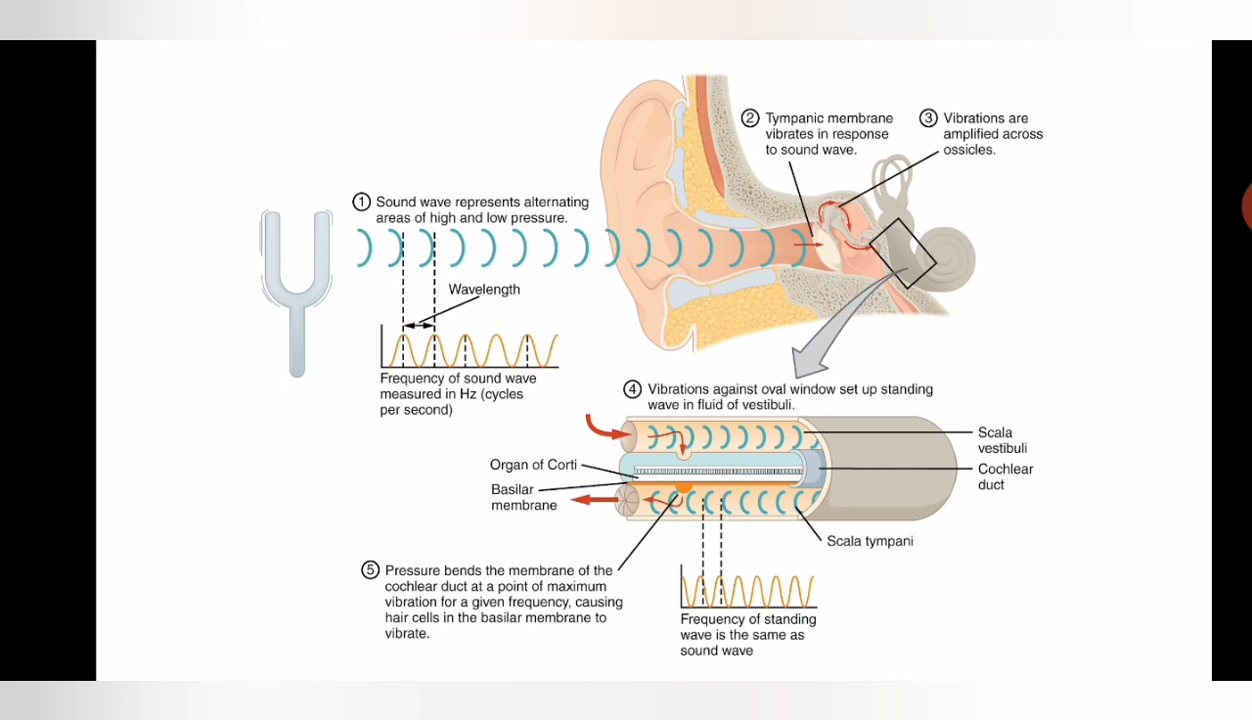 ① Sound wave represents alternating
areas of high and low pressure.
② Tympanic membrane
vibrates in response
to sound wave.
③ Vibrations are
amplified across
ossicles.
Wavelength
Frequency of sound wave
measured in Hz (cycles
per second)
④ Vibrations against oval window set up standing
wave in fluid of vestibuli.
Scala
vestibuli
Cochlear
duct
Organ of Corti
Basilar
membrane
Scala tympani
⑤ Pressure bends the membrane of the
cochlear duct at a point of maximum
vibration for a given frequency, causing
hair cells in the basilar membrane to
vibrate.
Frequency of standing
wave is the same as
sound wave